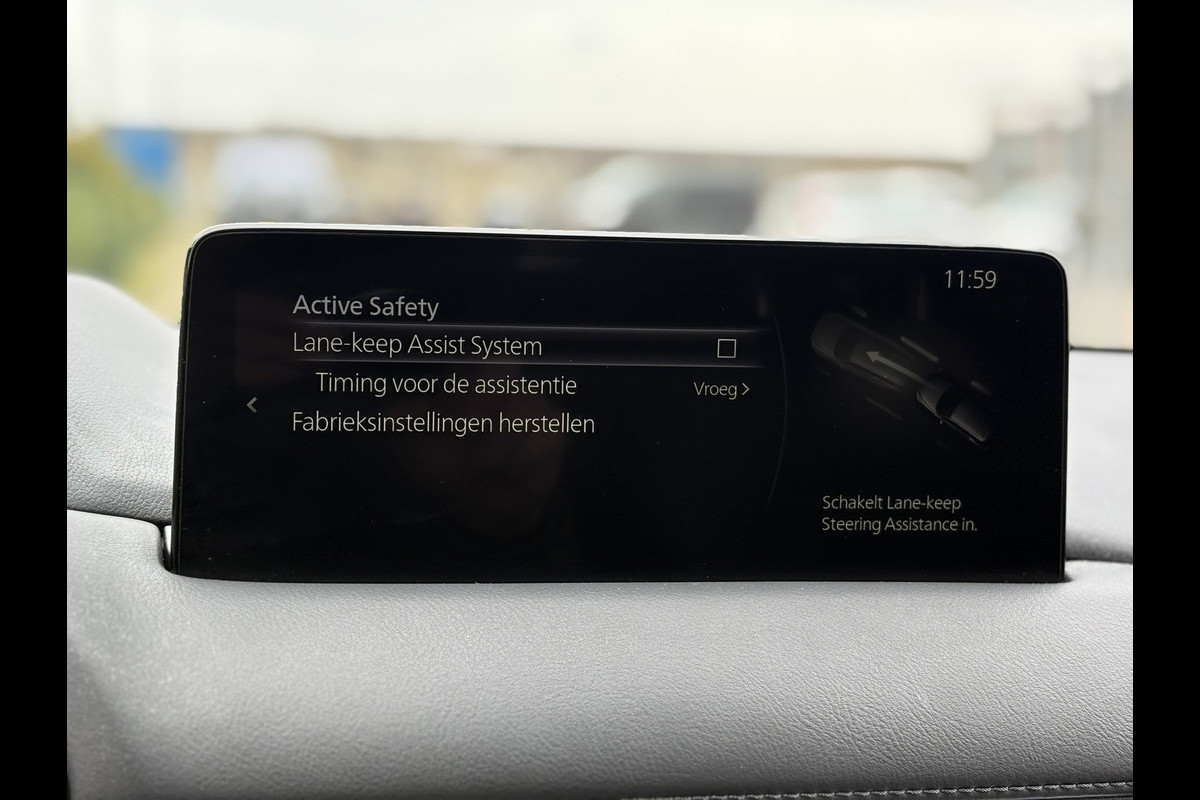 11:59
Active Safety
Lane-keep Assist System
Timing voor de assistentie Vroeg >
Fabrieksinstellingen herstellen
Schakelt Lane-keep
Steering Assistance in.